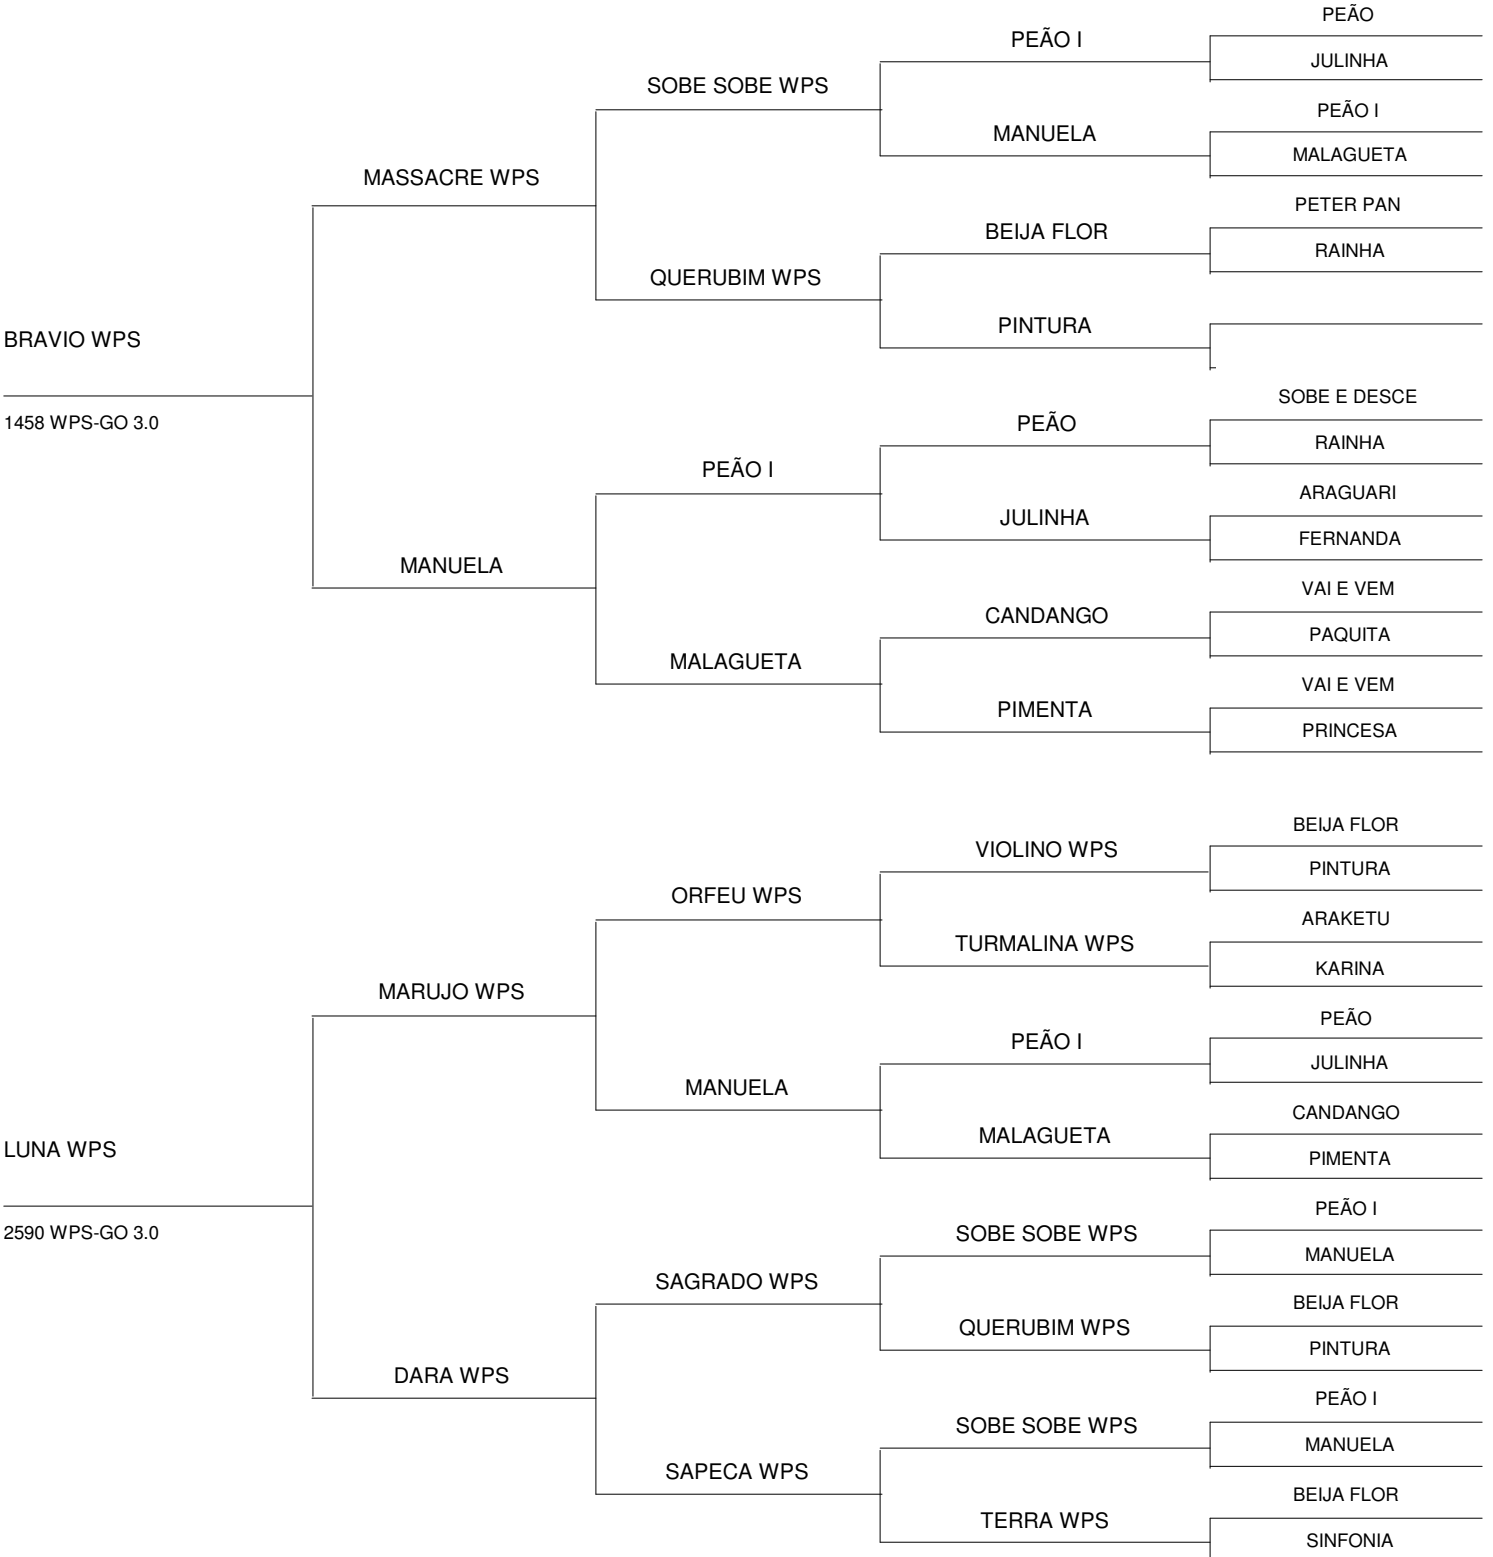 PEÃO
PEÃO I
JULINHA
SOBE SOBE WPS
PEÃO I
MANUELA
MALAGUETA
MASSACRE WPS
PETER PAN
BEIJA FLOR
RAINHA
QUERUBIM WPS
PINTURA
BRAVIO WPS
SOBE E DESCE
1458 WPS-GO 3.0
PEÃO
RAINHA
PEÃO I
ARAGUARI
JULINHA
FERNANDA
MANUELA
VAI E VEM
CANDANGO
PAQUITA
MALAGUETA
VAI E VEM
PIMENTA
PRINCESA
BEIJA FLOR
VIOLINO WPS
PINTURA
ORFEU WPS
ARAKETU
TURMALINA WPS
KARINA
MARUJO WPS
PEÃO
PEÃO I
JULINHA
MANUELA
CANDANGO
MALAGUETA
LUNA WPS
PIMENTA
PEÃO I
2590 WPS-GO 3.0
SOBE SOBE WPS
MANUELA
SAGRADO WPS
BEIJA FLOR
QUERUBIM WPS
PINTURA
DARA WPS
PEÃO I
SOBE SOBE WPS
MANUELA
SAPECA WPS
BEIJA FLOR
TERRA WPS
SINFONIA